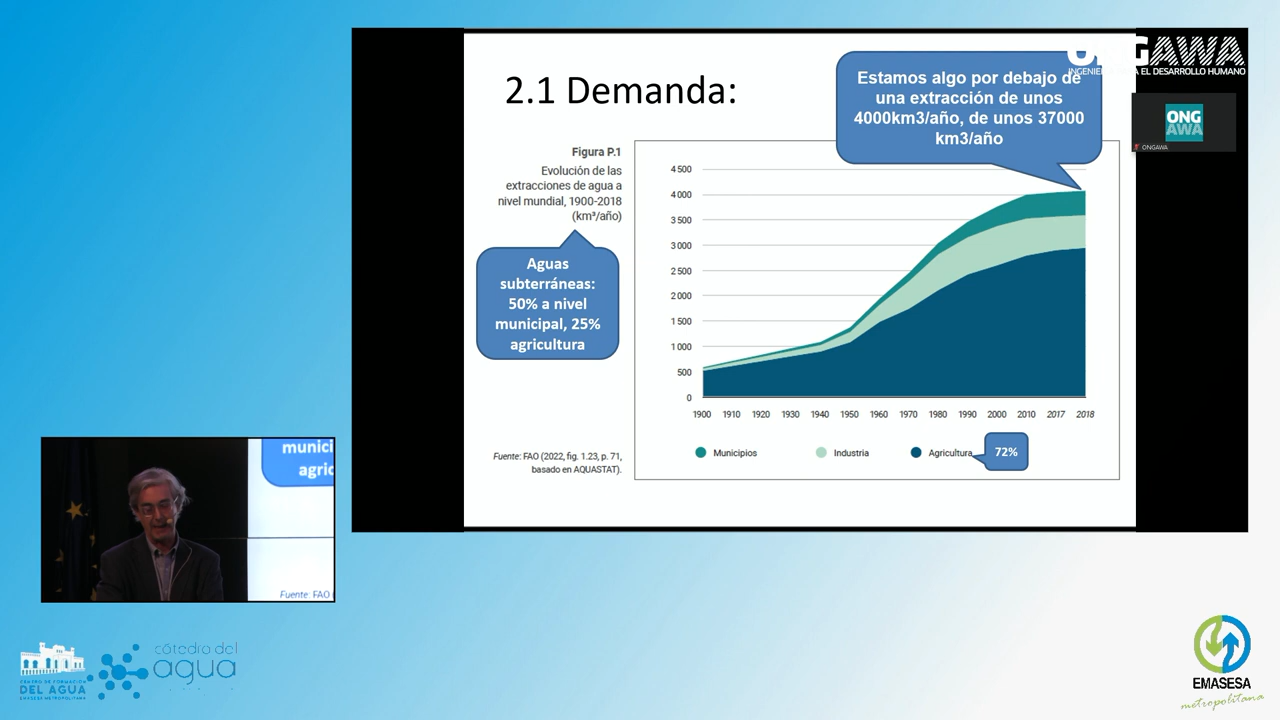 2.1 Demanda:
Estamos algo por debajo de
una extracción de unos
4000km3/año, de unos 37000
km3/año
ONGAWA
INGENIERÍA PARA EL DESARROLLO HUMANO
ONG
AWA
ONGAWA
Figura P.1
Evolución de las
extracciones de agua a
nivel mundial, 1900-2018
(km³/año)
Aguas
subterráneas:
50% a nivel
municipal, 25%
agricultura
4 500
4 000
3 500
3 000
2 500
2 000
1 500
1 000
500
0
1900 1910 1920 1930 1940 1950 1960 1970 1980 1990 2000 2010 2017 2018
Municipios Industria Agricultura
72%
Fuente: FAO (2022, fig. 1.23, p. 71,
basado en AQUASTAT).
munici
agric
Fuente: FAO
CENTRO DE FORMACIÓN
DEL AGUA
EMASESA METROPOLITANA
cátedra del
agua
EMASESA
metropolitana